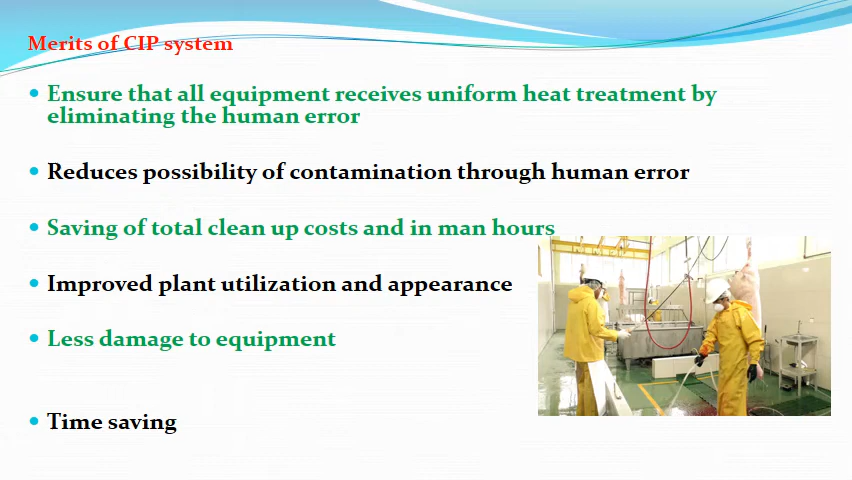 Merits of CIP system
Ensure that all equipment receives uniform heat treatment by
eliminating the human error
Reduces possibility of contamination through human error
Saving of total clean up costs and in man hours
Improved plant utilization and appearance
Less damage to equipment
Time saving